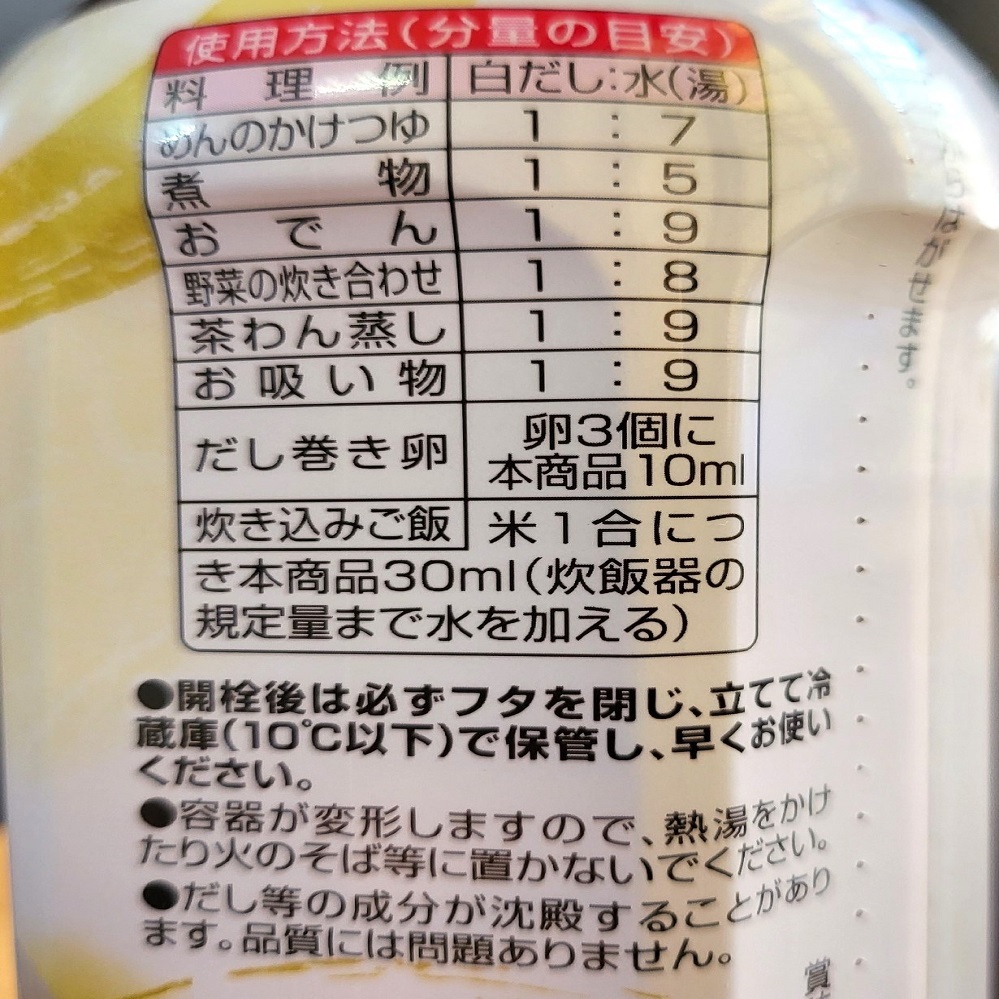 使用方法(分量の目安)
料理例 白だし:水(湯)
めんのかけつゆ 1:7
煮物 1:5
おでん 1:9
野菜の炊き合わせ 1:8
茶わん蒸し 1:9
お吸い物 1:9
だし巻き卵 卵3個に
本商品10ml
炊き込みご飯 米1合につ
き本商品30ml(炊飯器の
規定量まで水を加える)
●開栓後は必ずフタを閉じ、立てて冷
蔵庫(10℃以下)で保管し、早くお使い
ください。
●容器が変形しますので、熱湯をかけ
たり火のそば等に置かないでください。
●だし等の成分が沈殿することがあり
ます。品質には問題ありません。
らはがせます。
賞